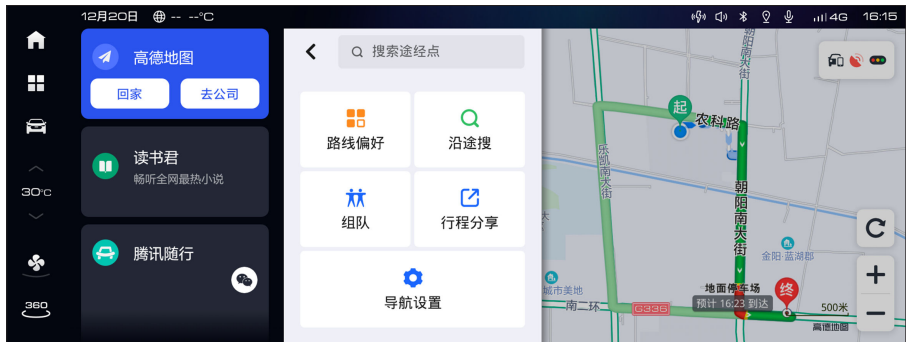 12月20日 -- --°C
4G 16:15
30°C
360
高德地图
回家 去公司
读书君
畅听全网最热小说
腾讯随行
搜索途经点
路线偏好 沿途搜
组队 行程分享
导航设置
朝阳南大街
起
农科路
乐凯南大街
朝阳南大街
大
金阳·蓝湖郡
城市美地
地面停车场
终
预计 16:23 到达
南二环
G336
500米
高德地图